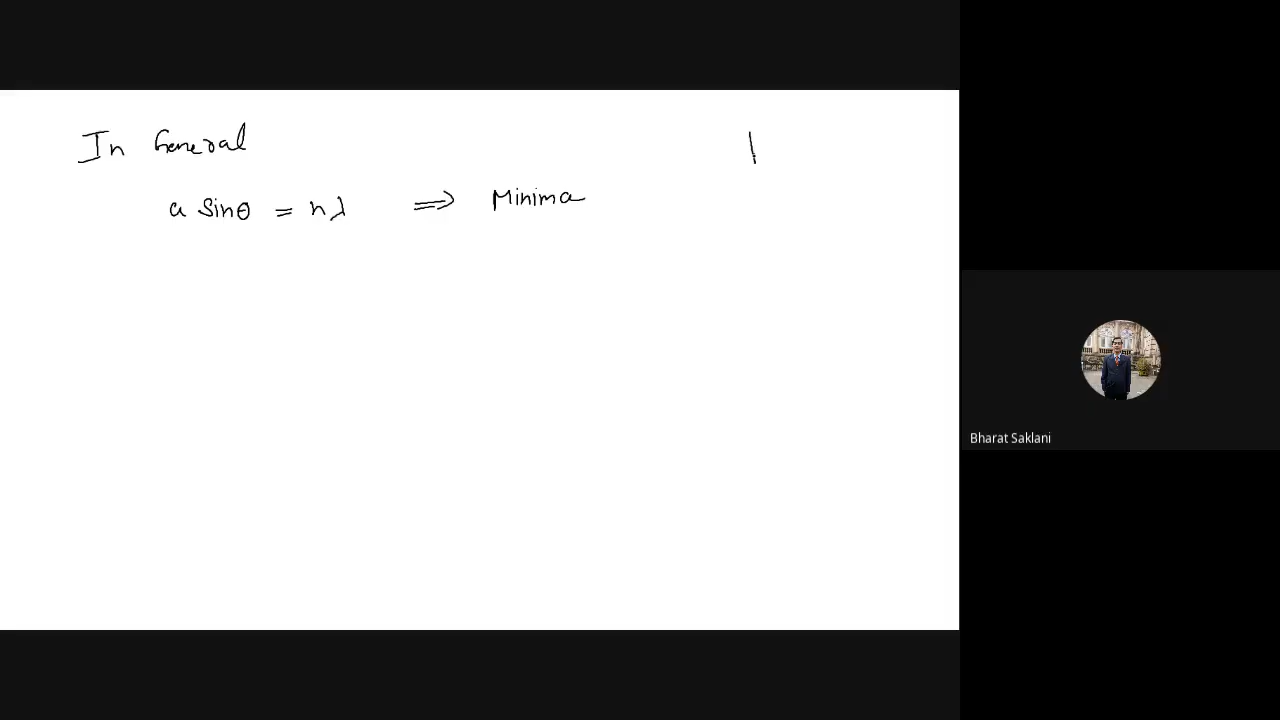 In General
a Sinθ = nλ ⇒ Minima
Bharat Saklani